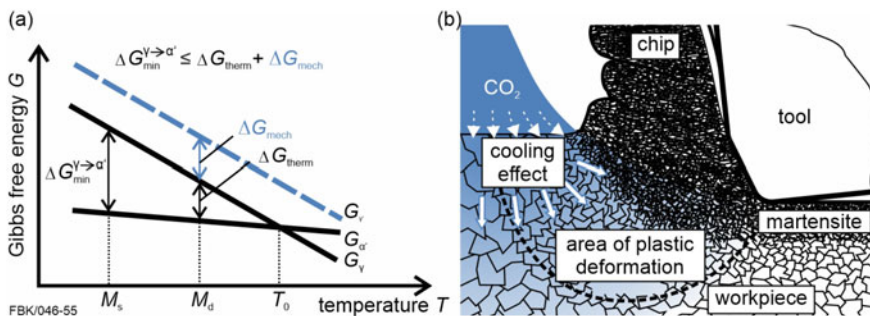 (a)
Gibbs free energy G
ΔG_min^γ→α' ≤ ΔG_therm + ΔG_mech
ΔG_mech
ΔG_therm
ΔG_min^γ→α'
G_γ'
G_α'
G_γ
M_s
M_d
T_0
temperature T
FBK/046-55
(b)
chip
CO₂
tool
cooling
effect
martensite
area of plastic
deformation
workpiece